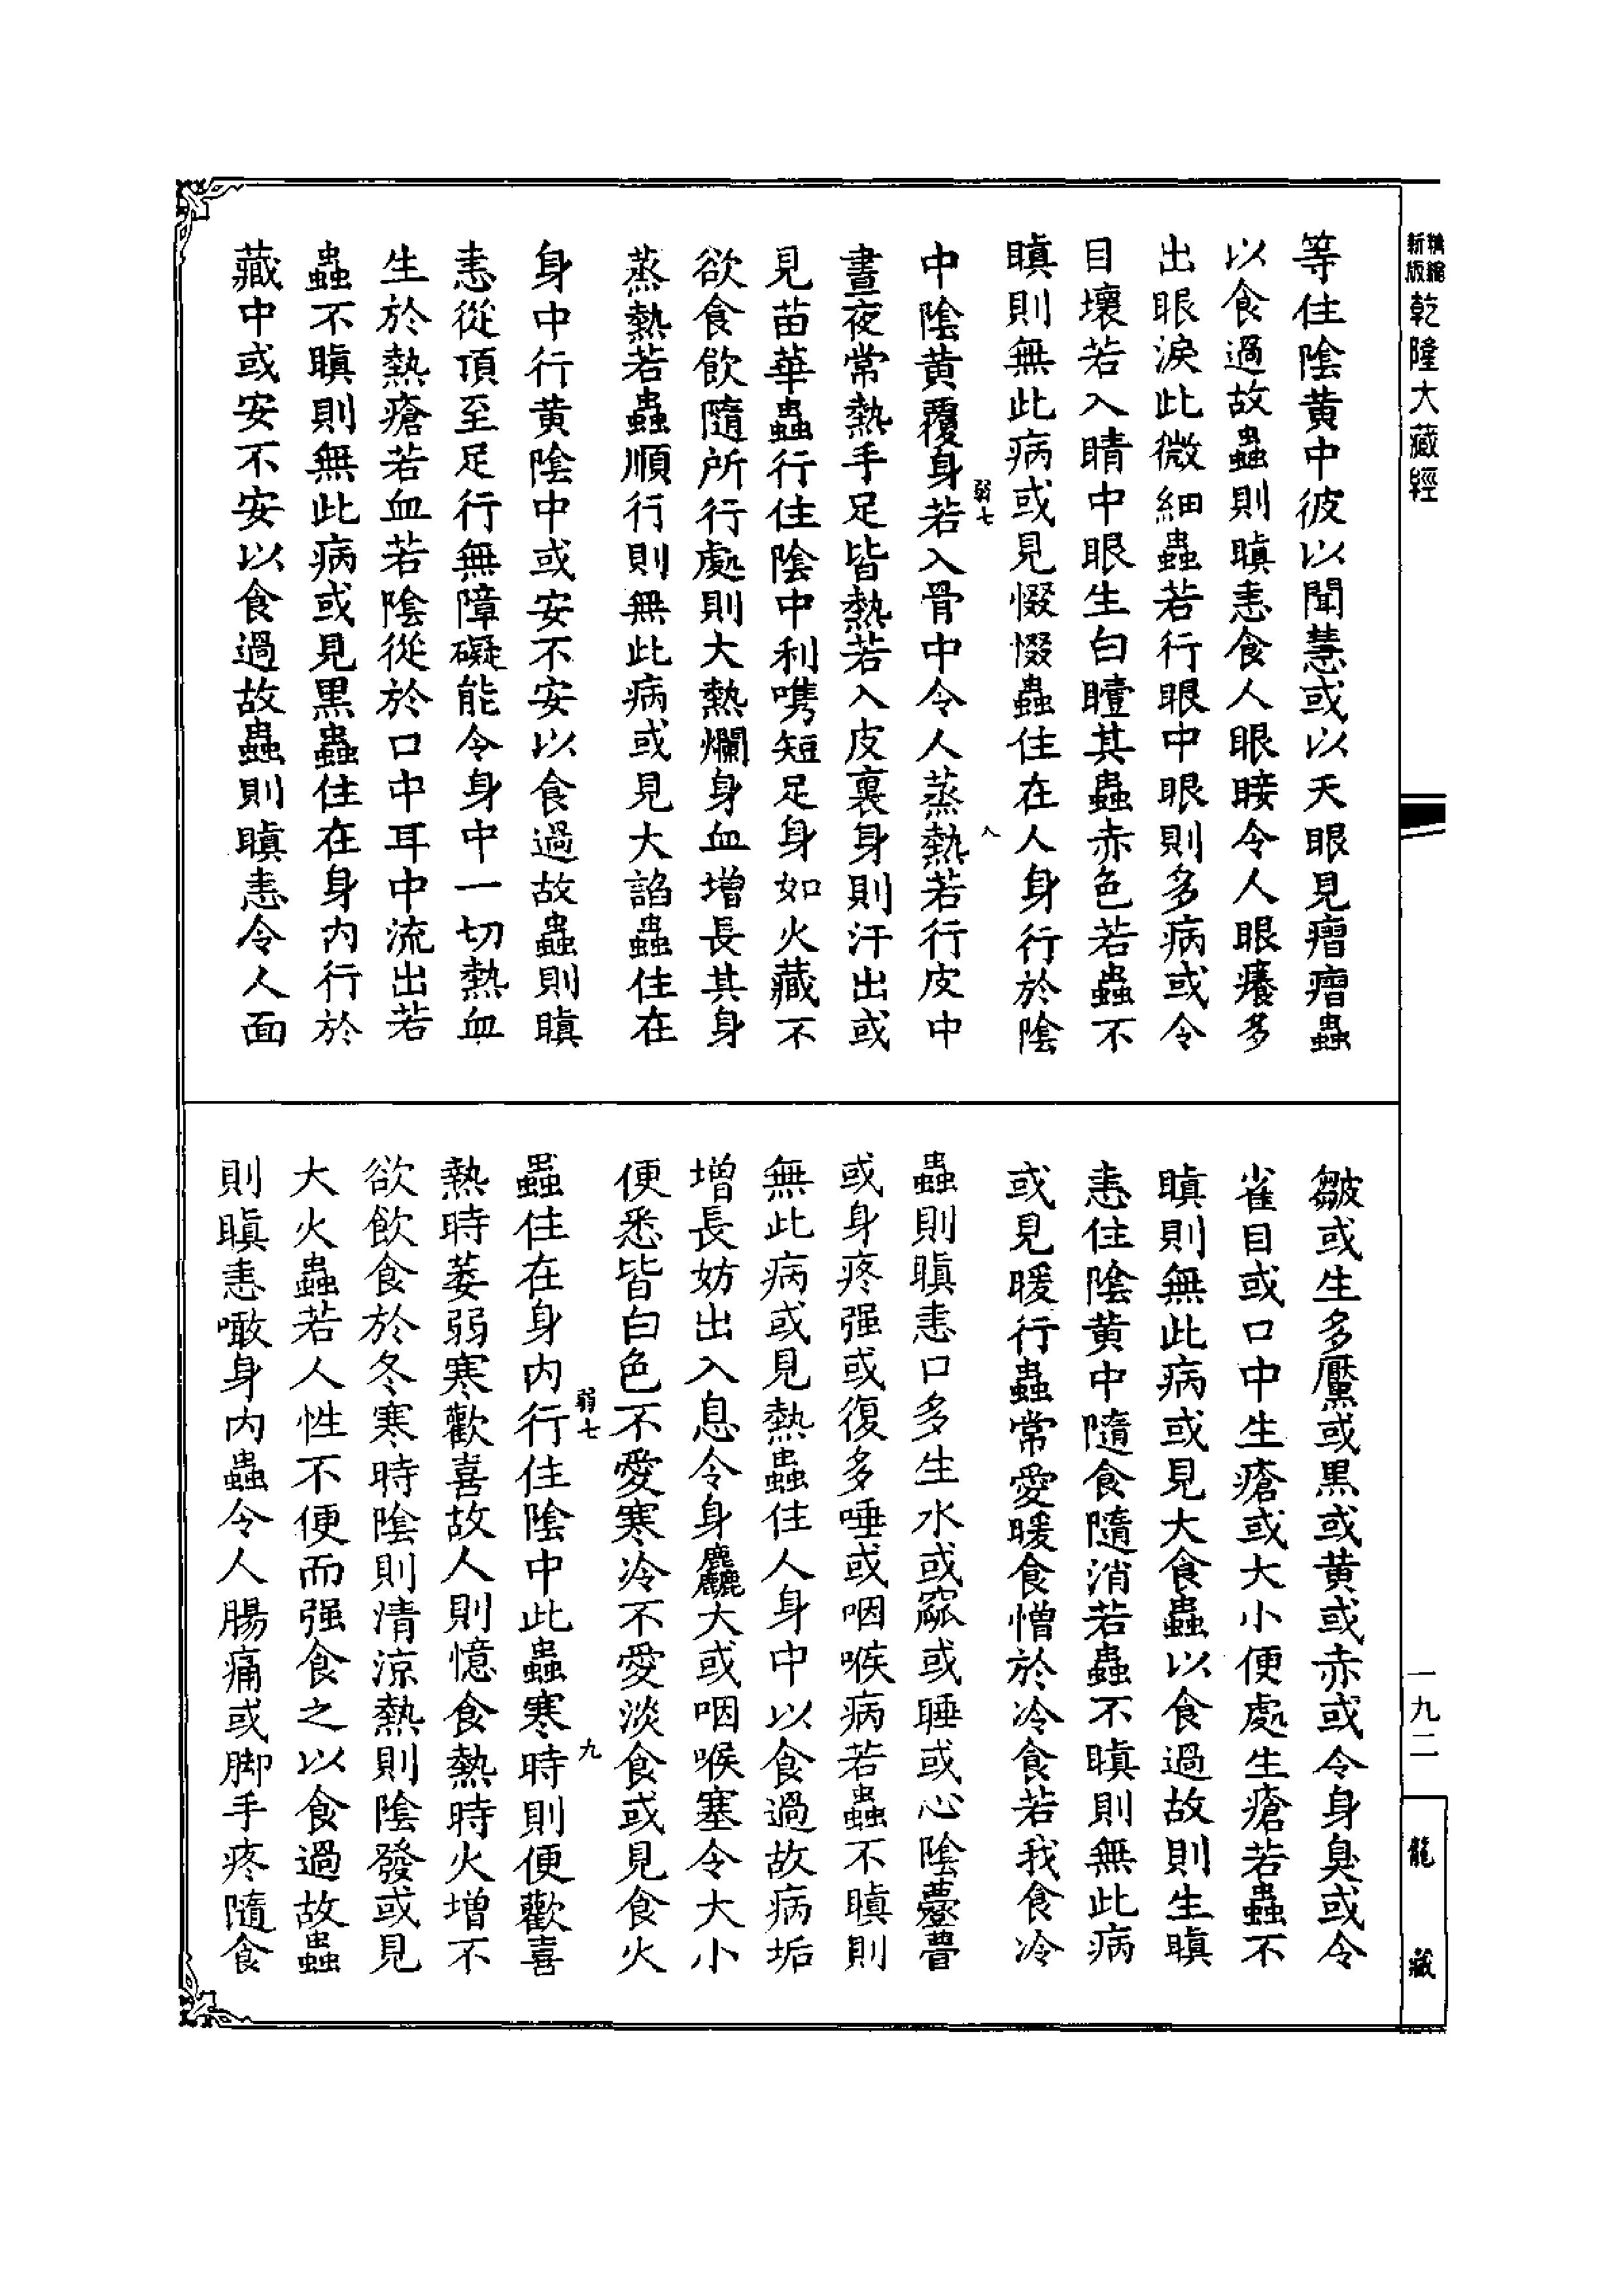 新版精縮
乾隆大藏經
等住陰黄中彼以聞慧或以天眼見瘤瘤蟲
以食過故蟲則瞋恚食人眼睫令人眼癢多
出眼淚此微細蟲若行眼中眼則多病或令
目壞若入睛中眼生白瞳其蟲赤色若蟲不
瞋則無此病或見惙惙蟲住在人身行於陰
中陰黄覆身若入骨中令人蒸熱若行皮中
晝夜常熱手足皆熱若入皮裏身則汗出或
見苗華蟲行住陰中利㗱短足身如火藏不
欲食飲隨所行處則大熱爛身血增長其身
蒸熱若蟲順行則無此病或見大諂蟲住在
身中行黄陰中或安不安以食過故蟲則瞋
恚從頂至足行無障礙能令身中一切熱血
生於熱瘡若血若陰從於口中耳中流出若
蟲不瞋則無此病或見黒蟲住在身内行於
藏中或安不安以食過故蟲則瞋恚令人面
弱七
八
皺或生多黶或黒或黄或赤或令身臭或令
雀目或口中生瘡或大小便處生瘡若蟲不
瞋則無此病或見大食蟲以食過故則生瞋
恚住陰黄中隨食隨消若蟲不瞋則無此病
或見暖行蟲常愛暖食憎於冷食若我食冷
蟲則瞋恚口多生水或窳或睡或心陰薹瞢
或身疼强或復多唾或咽喉病若蟲不瞋則
無此病或見熱蟲住人身中以食過故病垢
增長妨出入息令身麤大或咽喉塞令大小
便悉皆白色不愛寒冷不愛淡食或見食火
蟲住在身内行住陰中此蟲寒時則便歡喜
熱時萎弱寒歡喜故人則憶食熱時火增不
欲飲食於冬寒時陰則清涼熱則陰發或見
大火蟲若人性不便而强食之以食過故蟲
則瞋恚噉身内蟲令人腸痛或脚手疼隨食
弱七
九
一九二
龍藏